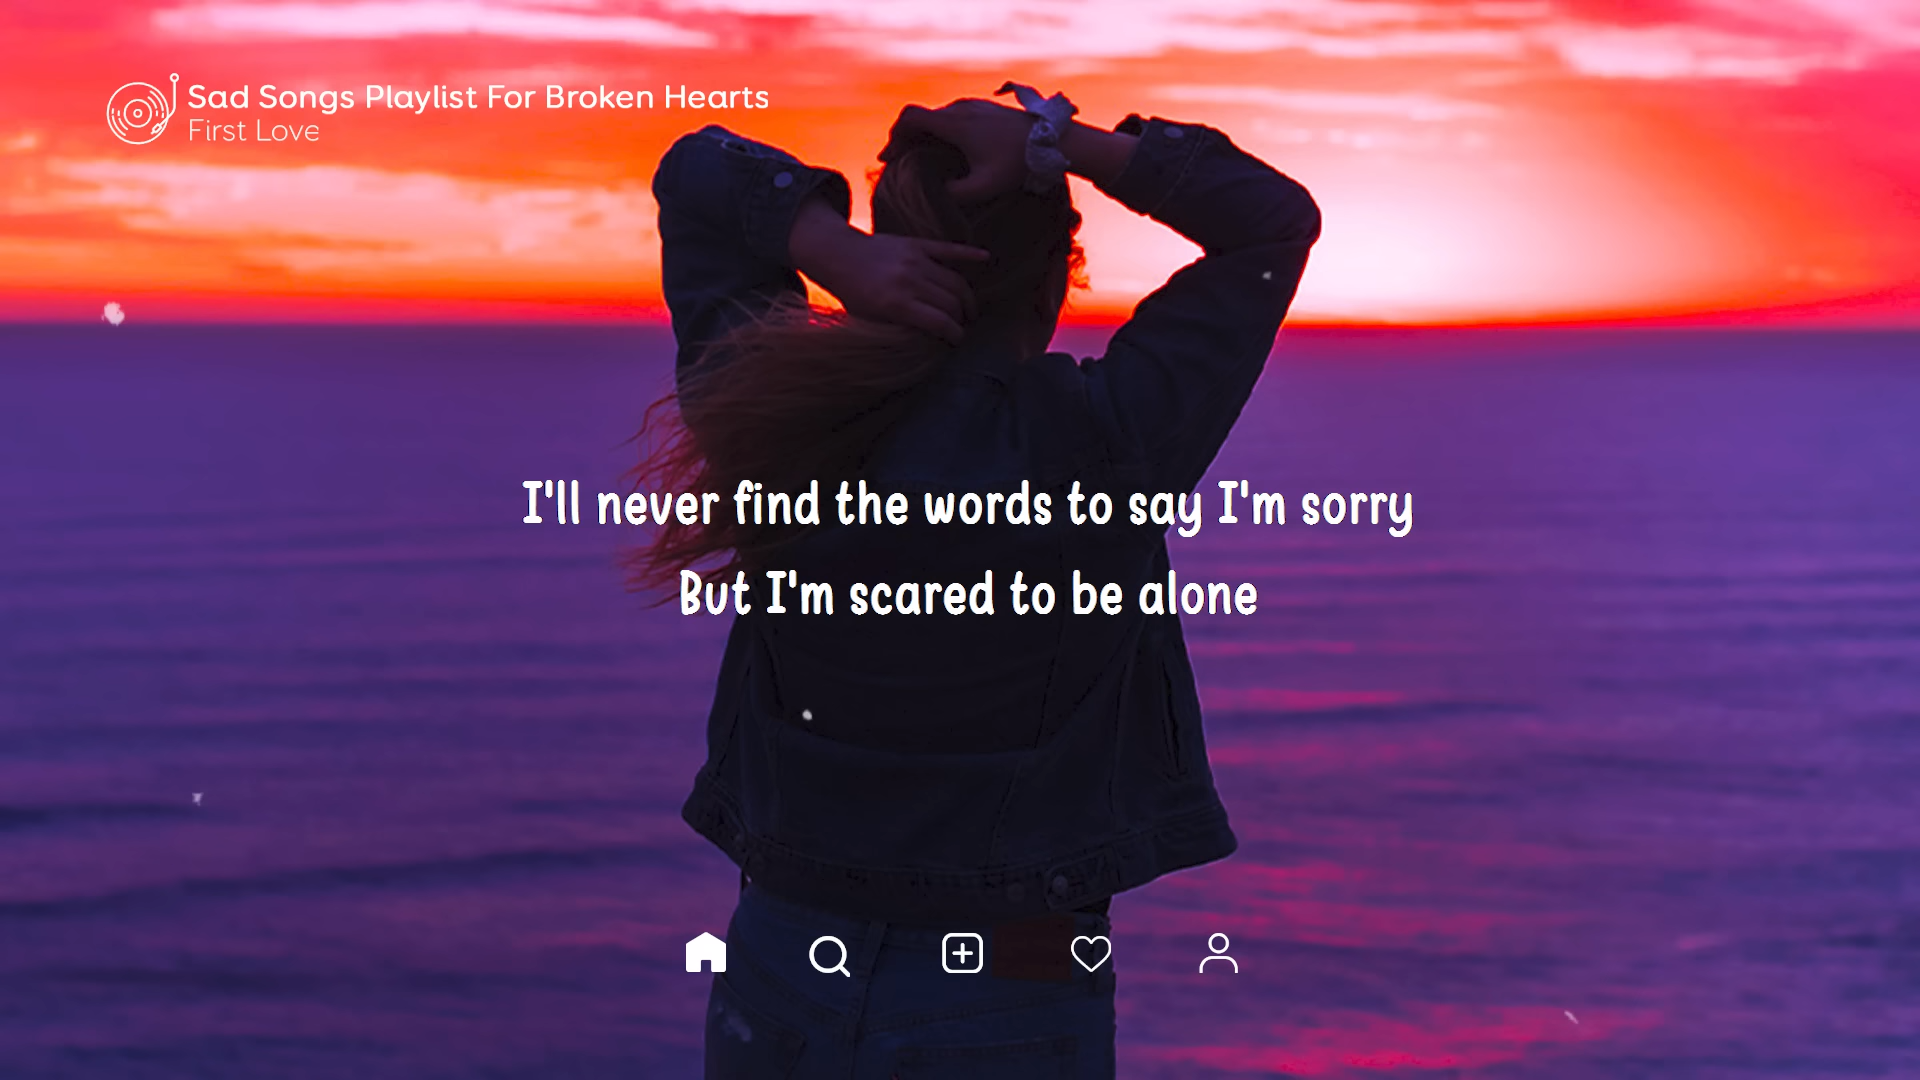 Sad Songs Playlist For Broken Hearts
First Love
I'll never find the words to say I'm sorry
But I'm scared to be alone